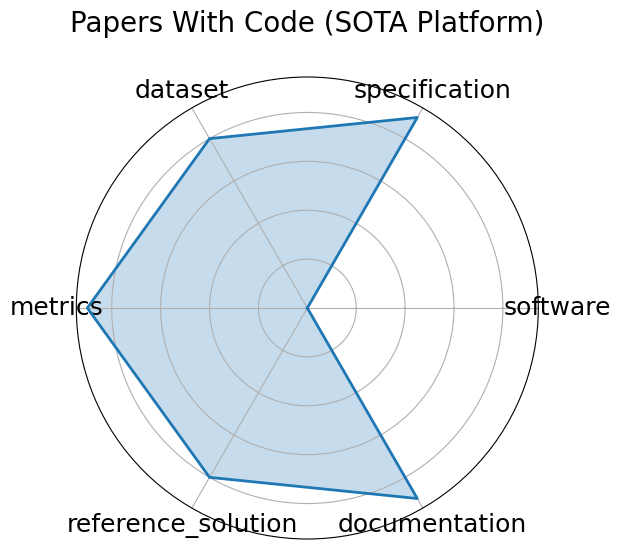 Papers With Code (SOTA Platform)
dataset
specification
metrics
software
reference_solution
documentation